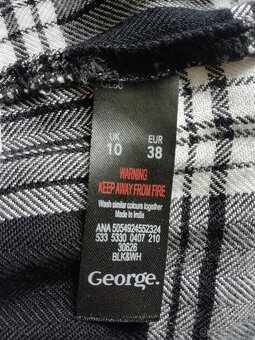 UK EUR
10 38
WARNING
KEEP AWAY FROM FIRE
Wash similar colours together
Made in India
ANA 5054924552324
533 5330 0407 210
30526
BLK&WH
George.